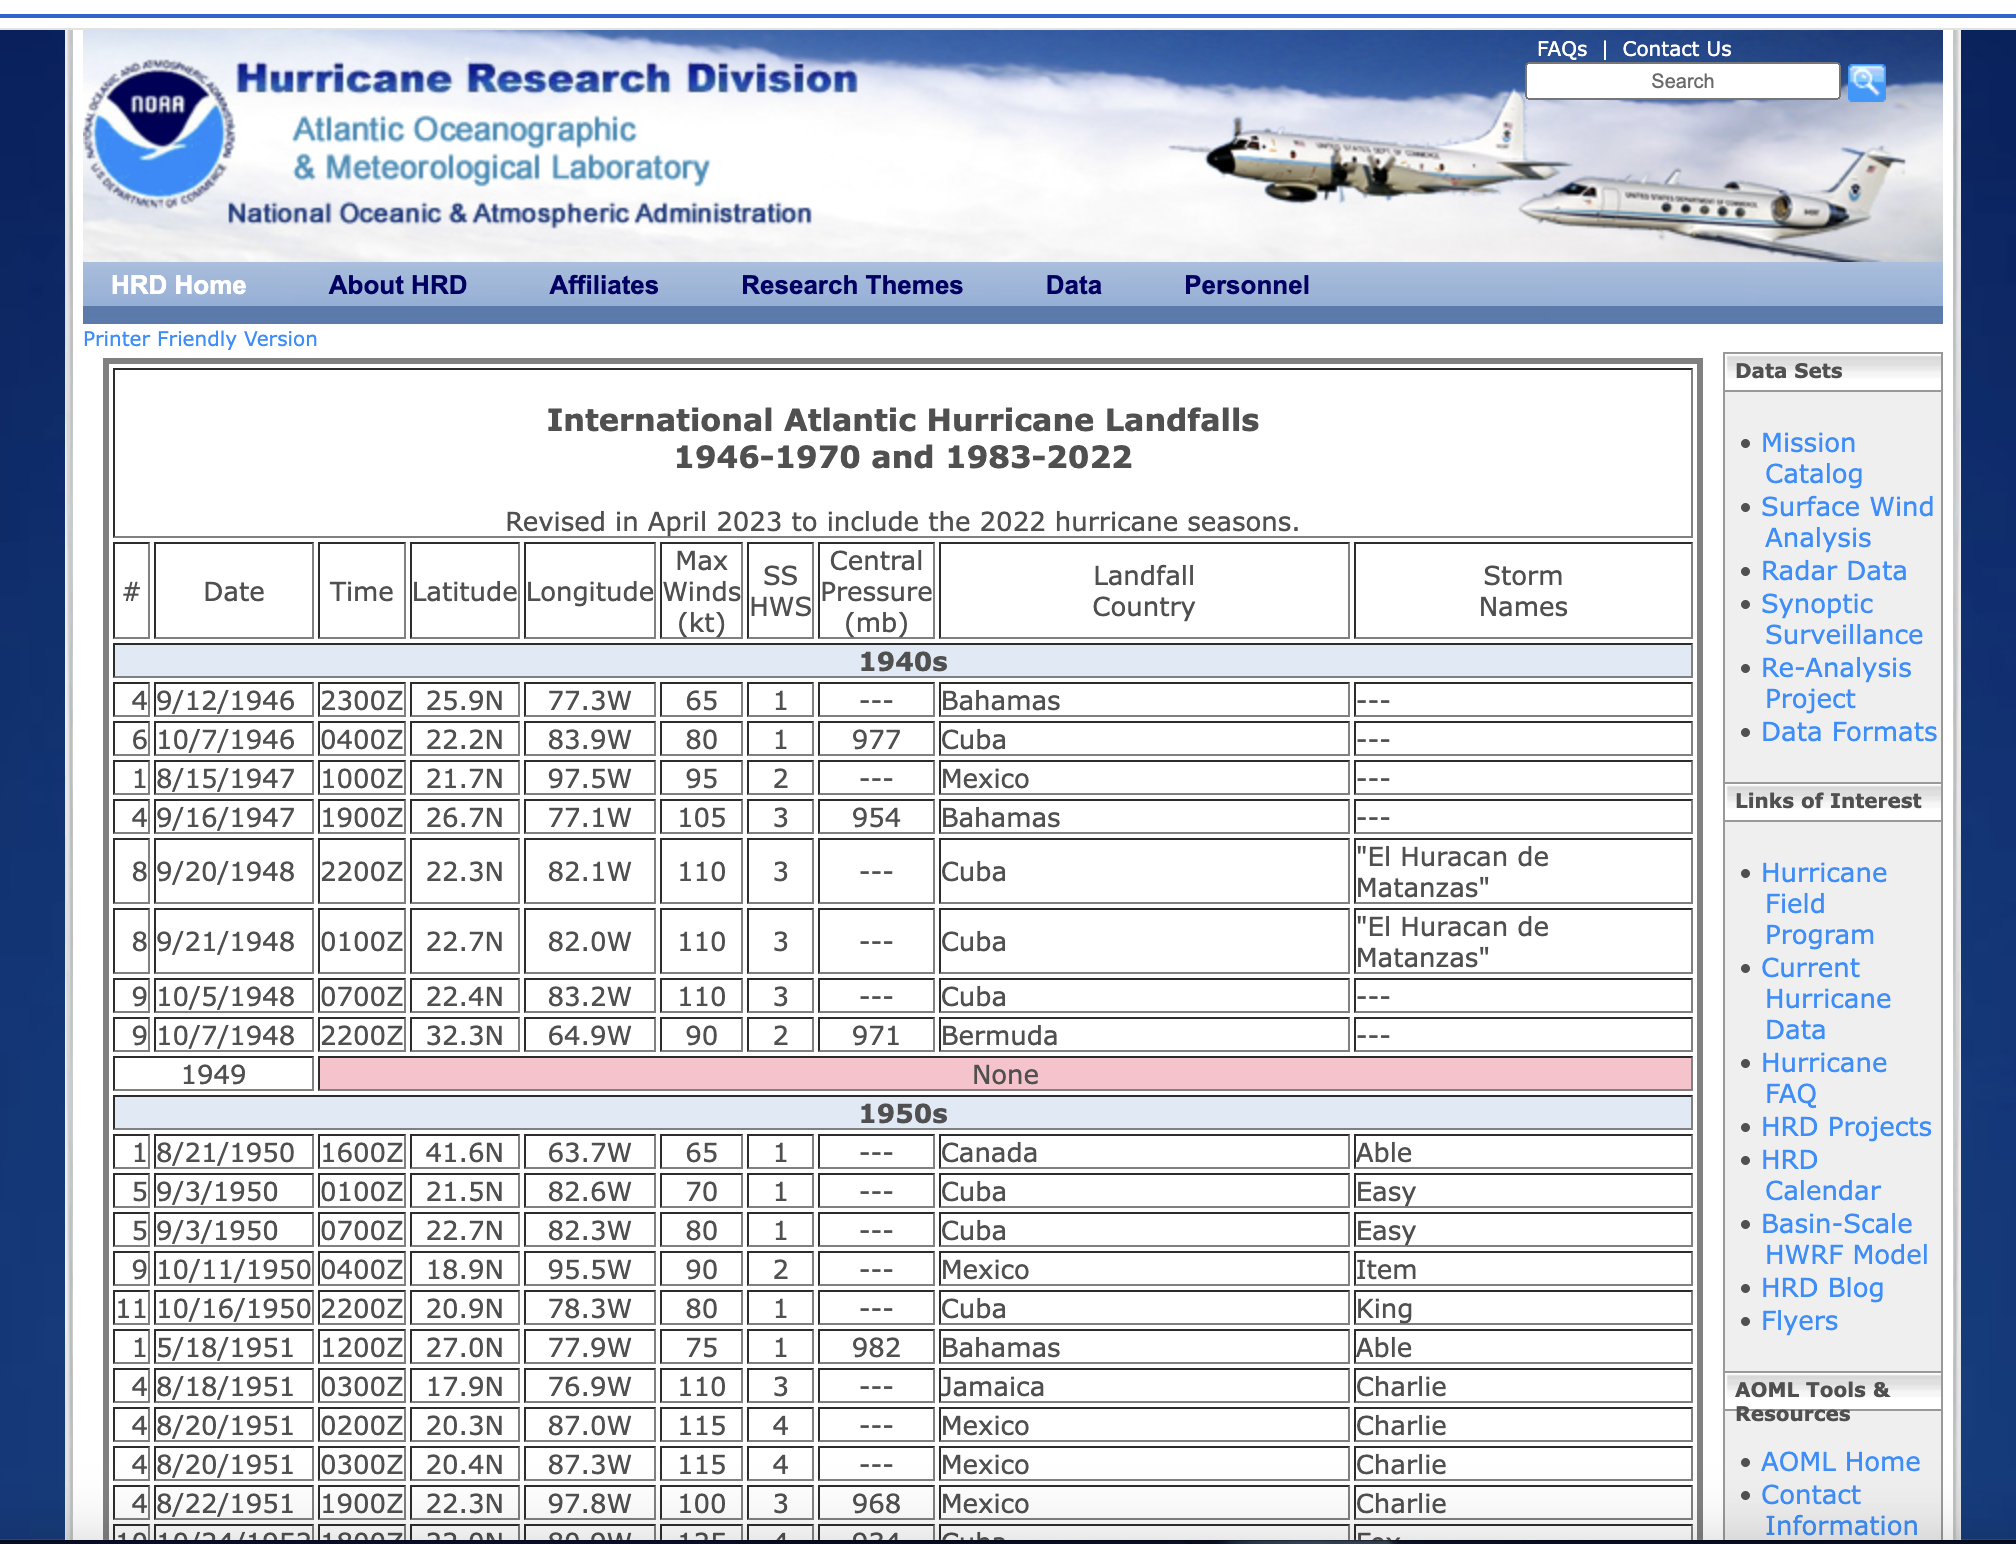 FAQs | Contact Us
Search
NOAA
NATIONAL OCEANIC AND ATMOSPHERIC ADMINISTRATION
U.S. DEPARTMENT OF COMMERCE
Hurricane Research Division
Atlantic Oceanographic
& Meteorological Laboratory
National Oceanic & Atmospheric Administration
UNITED STATES DEPT OF COMMERCE
UNITED STATES DEPARTMENT OF COMMERCE
HRD Home About HRD Affiliates Research Themes Data Personnel
Printer Friendly Version
International Atlantic Hurricane Landfalls
1946-1970 and 1983-2022
Revised in April 2023 to include the 2022 hurricane seasons.
# Date Time Latitude Longitude Max Winds (kt) SS HWS Central Pressure (mb) Landfall Country Storm Names
1940s
4 9/12/1946 2300Z 25.9N 77.3W 65 1 --- Bahamas ---
6 10/7/1946 0400Z 22.2N 83.9W 80 1 977 Cuba ---
1 8/15/1947 1000Z 21.7N 97.5W 95 2 --- Mexico ---
4 9/16/1947 1900Z 26.7N 77.1W 105 3 954 Bahamas ---
8 9/20/1948 2200Z 22.3N 82.1W 110 3 --- Cuba "El Huracan de Matanzas"
8 9/21/1948 0100Z 22.7N 82.0W 110 3 --- Cuba "El Huracan de Matanzas"
9 10/5/1948 0700Z 22.4N 83.2W 110 3 --- Cuba ---
9 10/7/1948 2200Z 32.3N 64.9W 90 2 971 Bermuda ---
1949 None
1950s
1 8/21/1950 1600Z 41.6N 63.7W 65 1 --- Canada Able
5 9/3/1950 0100Z 21.5N 82.6W 70 1 --- Cuba Easy
5 9/3/1950 0700Z 22.7N 82.3W 80 1 --- Cuba Easy
9 10/11/1950 0400Z 18.9N 95.5W 90 2 --- Mexico Item
11 10/16/1950 2200Z 20.9N 78.3W 80 1 --- Cuba King
1 5/18/1951 1200Z 27.0N 77.9W 75 1 982 Bahamas Able
4 8/18/1951 0300Z 17.9N 76.9W 110 3 --- Jamaica Charlie
4 8/20/1951 0200Z 20.3N 87.0W 115 4 --- Mexico Charlie
4 8/20/1951 0300Z 20.4N 87.3W 115 4 --- Mexico Charlie
4 8/22/1951 1900Z 22.3N 97.8W 100 3 968 Mexico Charlie
Data Sets
• Mission
Catalog
• Surface Wind
Analysis
• Radar Data
• Synoptic
Surveillance
• Re-Analysis
Project
• Data Formats
Links of Interest
• Hurricane
Field
Program
• Current
Hurricane
Data
• Hurricane
FAQ
• HRD Projects
• HRD
Calendar
• Basin-Scale
HWRF Model
• HRD Blog
• Flyers
AOML Tools &
Resources
• AOML Home
• Contact
Information